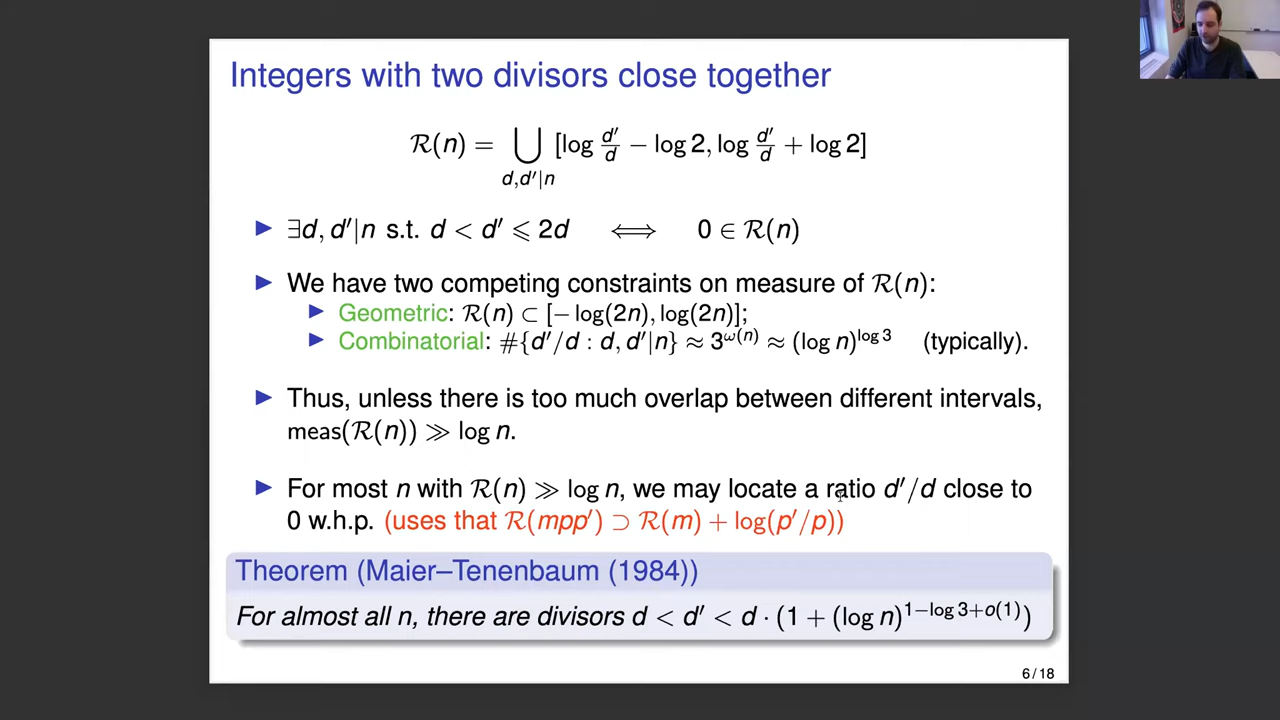 Integers with two divisors close together
R(n) = ⋃_{d,d′|n} [log d′/d − log 2, log d′/d + log 2]
▶ ∃d, d′|n s.t. d < d′ ⩽ 2d ⟺ 0 ∈ R(n)
▶ We have two competing constraints on measure of R(n):
▶ Geometric: R(n) ⊂ [− log(2n), log(2n)];
▶ Combinatorial: #{d′/d : d, d′|n} ≈ 3^{ω(n)} ≈ (log n)^{log 3} (typically).
▶ Thus, unless there is too much overlap between different intervals,
meas(R(n)) ≫ log n.
▶ For most n with R(n) ≫ log n, we may locate a ratio d′/d close to
0 w.h.p. (uses that R(mpp′) ⊃ R(m) + log(p′/p))
Theorem (Maier–Tenenbaum (1984))
For almost all n, there are divisors d < d′ < d · (1 + (log n)^{1−log 3+o(1)})
6 / 18